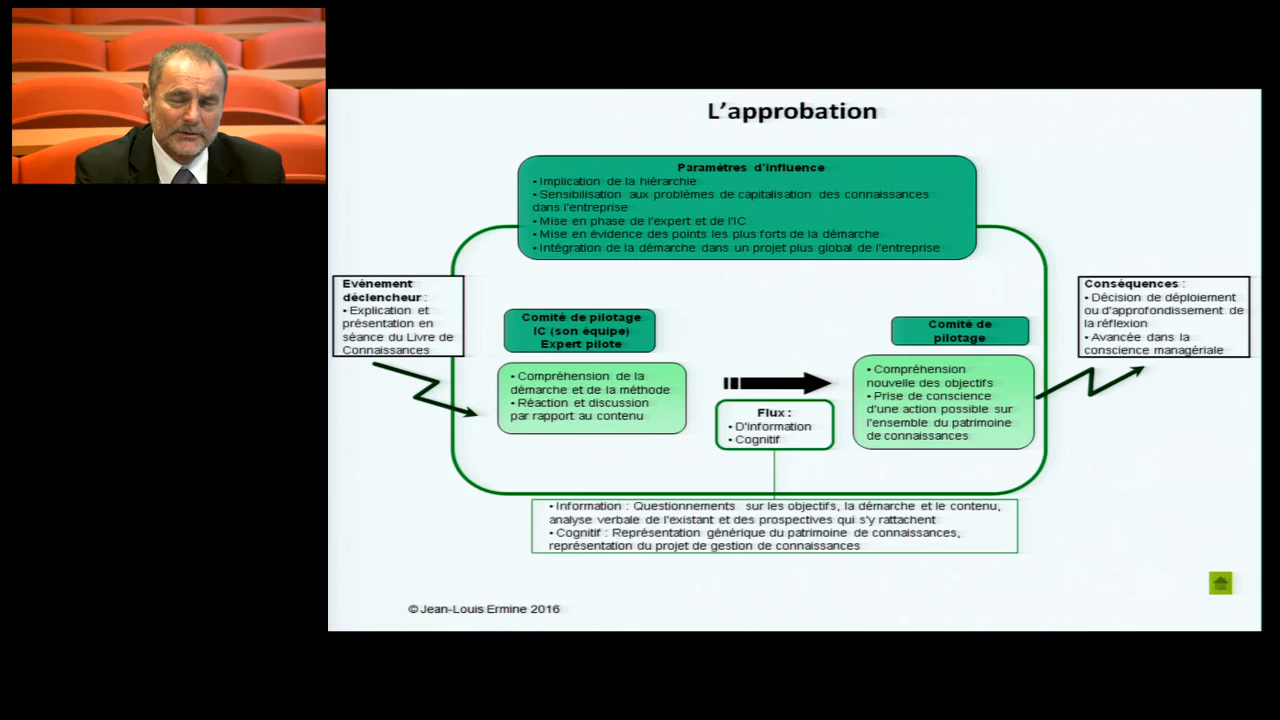 L'approbation
Paramètres d'influence
• Implication de la hiérarchie
• Sensibilisation aux problèmes de capitalisation des connaissances
dans l'entreprise
• Mise en phase de l'expert et de l'IC
• Mise en évidence des points les plus forts de la démarche
• Intégration de la démarche dans un projet plus global de l'entreprise
Evénement
déclencheur :
• Explication et
présentation en
séance du Livre de
Connaissances
Comité de pilotage
IC (son équipe)
Expert pilote
• Compréhension de la
démarche et de la méthode
• Réaction et discussion
par rapport au contenu
Flux :
• D'information
• Cognitif
Comité de
pilotage
• Compréhension
nouvelle des objectifs
• Prise de conscience
d'une action possible sur
l'ensemble du patrimoine
de connaissances
Conséquences :
• Décision de déploiement
ou d'approfondissement de
la réflexion
• Avancée dans la
conscience managériale
• Information : Questionnements sur les objectifs, la démarche et le contenu,
analyse verbale de l'existant et des prospectives qui s'y rattachent
• Cognitif : Représentation générique du patrimoine de connaissances,
représentation du projet de gestion de connaissances
© Jean-Louis Ermine 2016